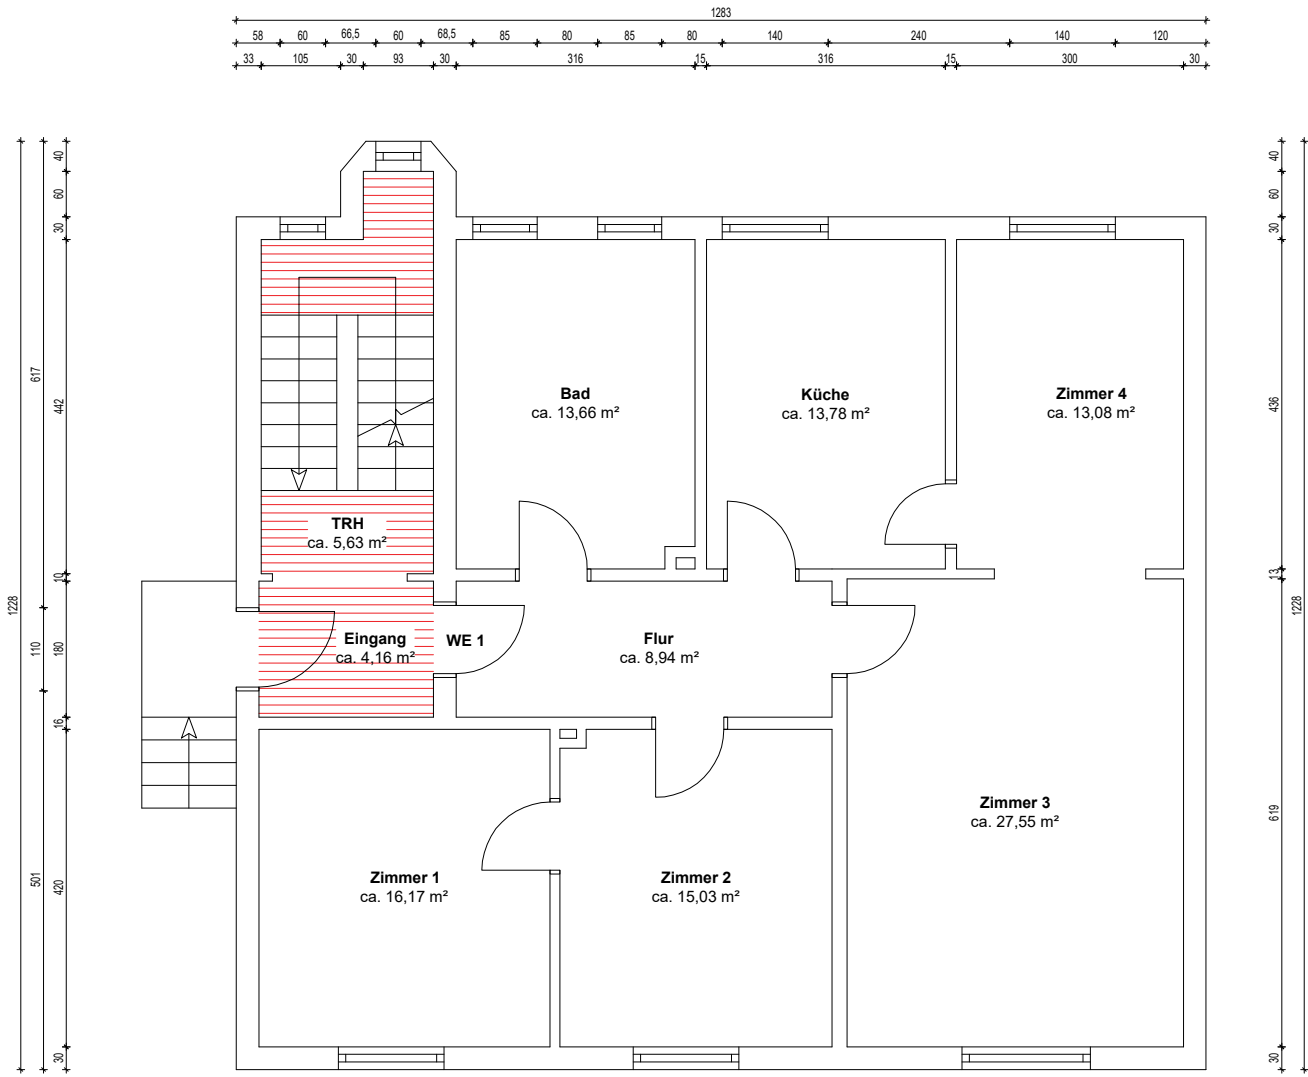 1283
58 60 66,5 60 68,5 85 80 85 80 140 240 140 120
33 105 30 93 30 316 15 316 15 300 30
40
60
30
617
442
10
1228
110
180
16
501
420
30
40
60
30
436
13
1228
619
30
Bad
ca. 13,66 m²
Küche
ca. 13,78 m²
Zimmer 4
ca. 13,08 m²
TRH
ca. 5,63 m²
Eingang
ca. 4,16 m²
WE 1
Flur
ca. 8,94 m²
Zimmer 3
ca. 27,55 m²
Zimmer 1
ca. 16,17 m²
Zimmer 2
ca. 15,03 m²